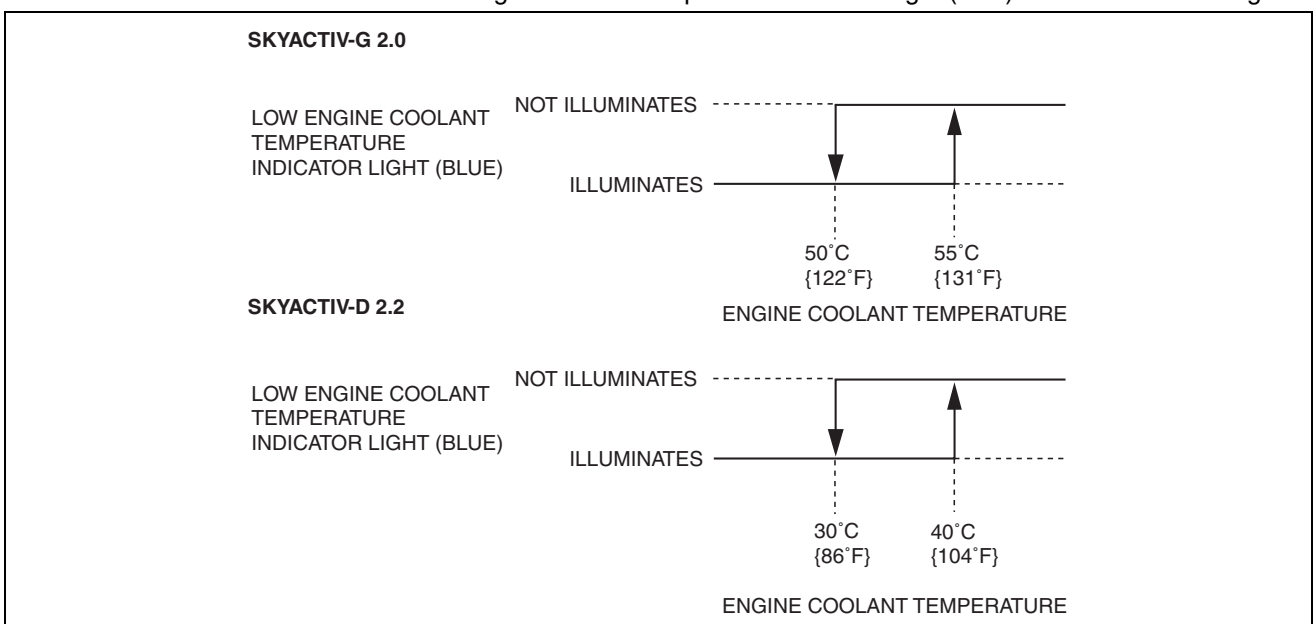 SKYACTIV-G 2.0
NOT ILLUMINATES
LOW ENGINE COOLANT
TEMPERATURE
INDICATOR LIGHT (BLUE)
ILLUMINATES
50˚C 55˚C
{122˚F} {131˚F}
ENGINE COOLANT TEMPERATURE
SKYACTIV-D 2.2
NOT ILLUMINATES
LOW ENGINE COOLANT
TEMPERATURE
INDICATOR LIGHT (BLUE)
ILLUMINATES
30˚C 40˚C
{86˚F} {104˚F}
ENGINE COOLANT TEMPERATURE